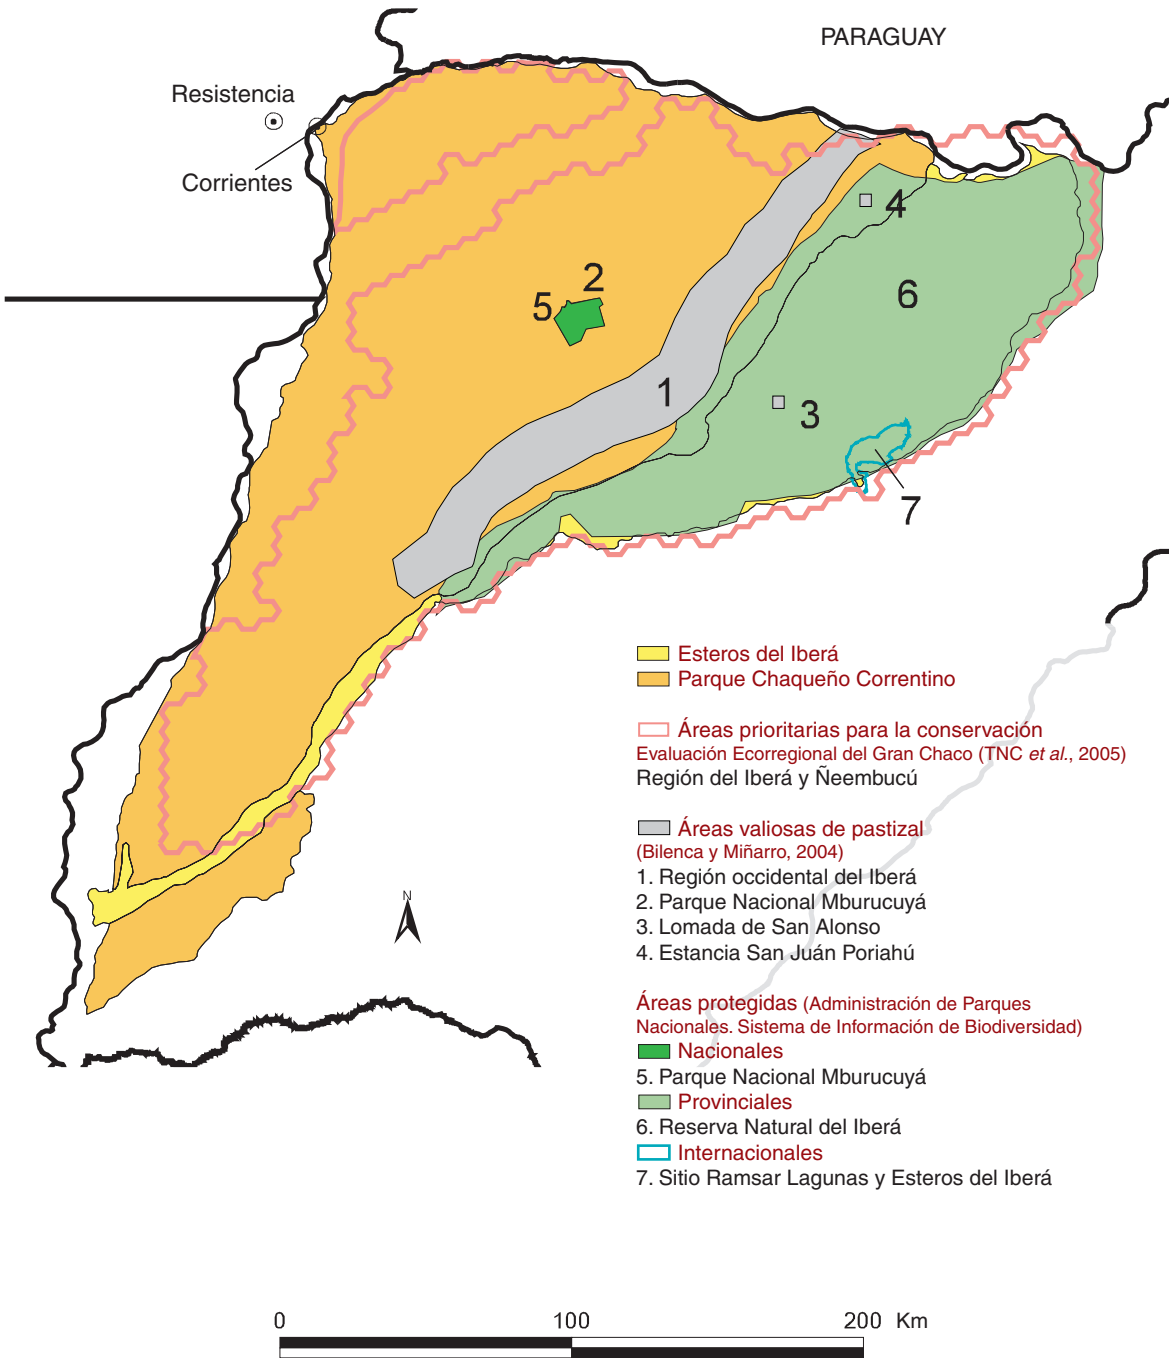 PARAGUAY
Resistencia
Corrientes
4
6
2
5
1
3
7
Esteros del Iberá
Parque Chaqueño Correntino
Áreas prioritarias para la conservación
Evaluación Ecorregional del Gran Chaco (TNC et al., 2005)
Región del Iberá y Ñeembucú
Áreas valiosas de pastizal
(Bilenca y Miñarro, 2004)
1. Región occidental del Iberá
2. Parque Nacional Mburucuyá
3. Lomada de San Alonso
4. Estancia San Juán Poriahú
N
Áreas protegidas (Administración de Parques
Nacionales. Sistema de Información de Biodiversidad)
Nacionales
5. Parque Nacional Mburucuyá
Provinciales
6. Reserva Natural del Iberá
Internacionales
7. Sitio Ramsar Lagunas y Esteros del Iberá
0 100 200 Km